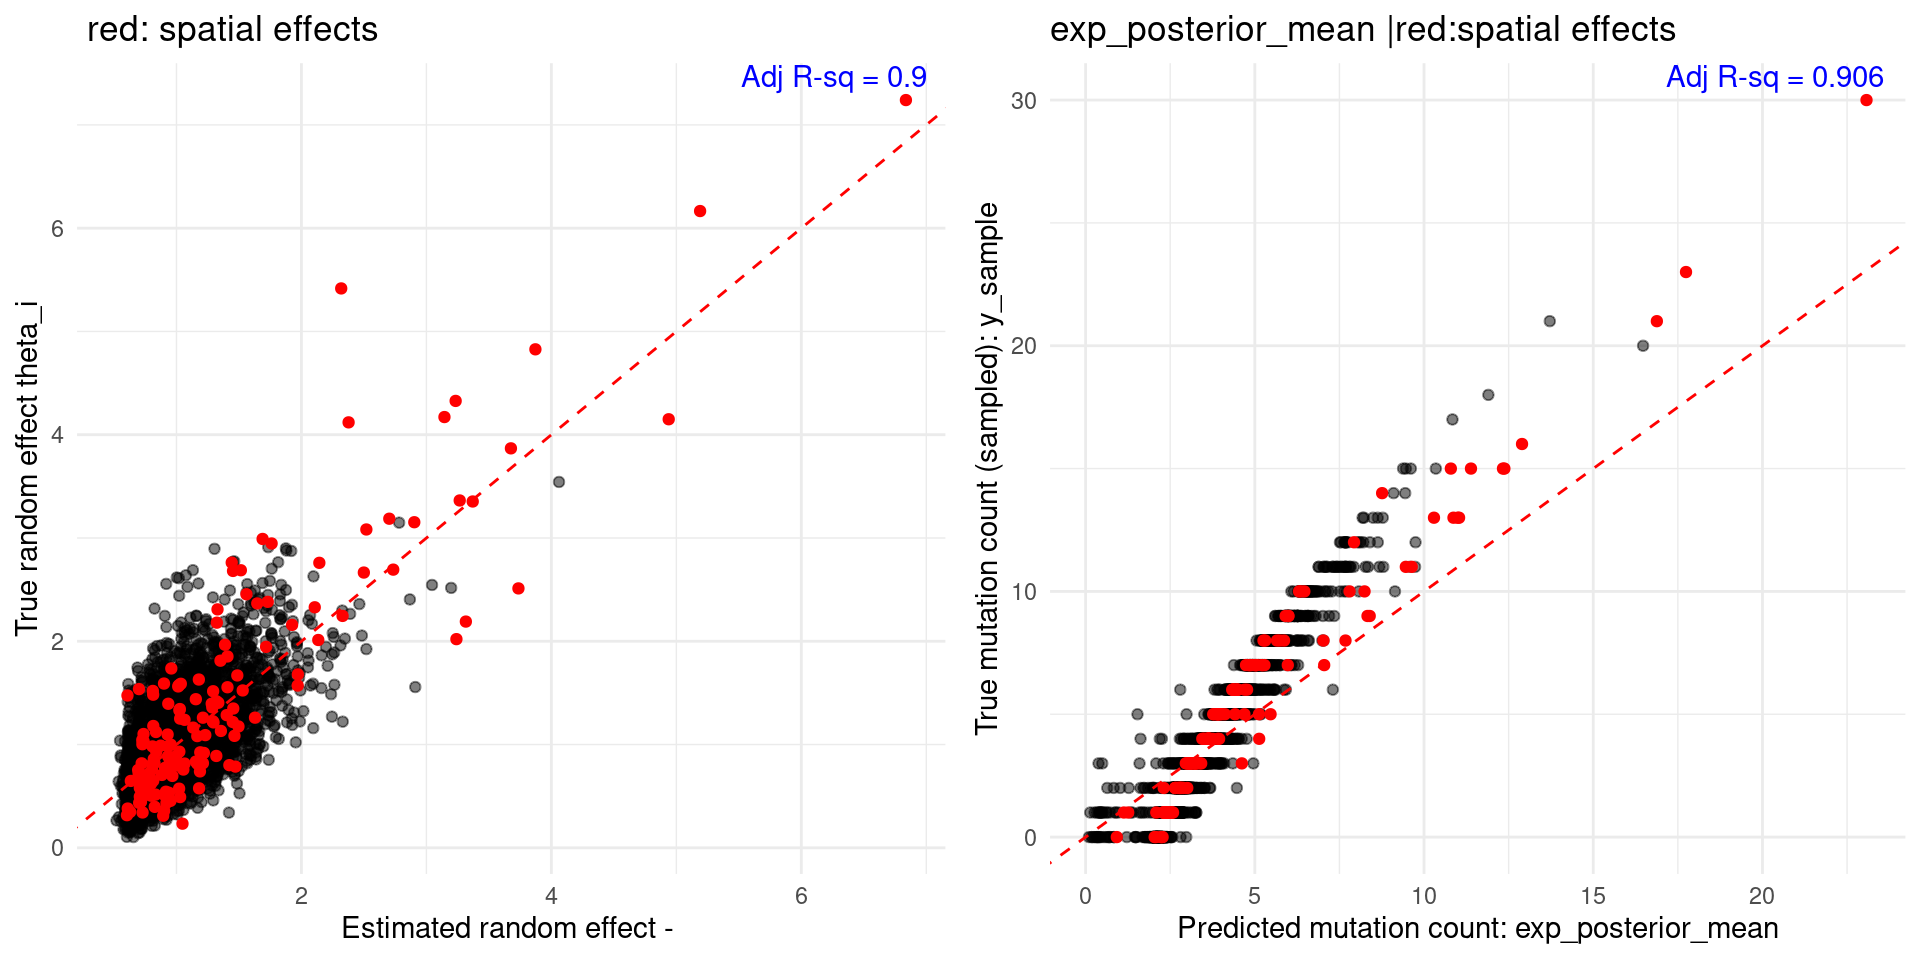 red: spatial effects
Adj R-sq = 0.9
True random effect theta_i
6
4
2
0
2
4
6
Estimated random effect -
exp_posterior_mean |red:spatial effects
Adj R-sq = 0.906
True mutation count (sampled): y_sample
30
20
10
0
0
5
10
15
20
Predicted mutation count: exp_posterior_mean